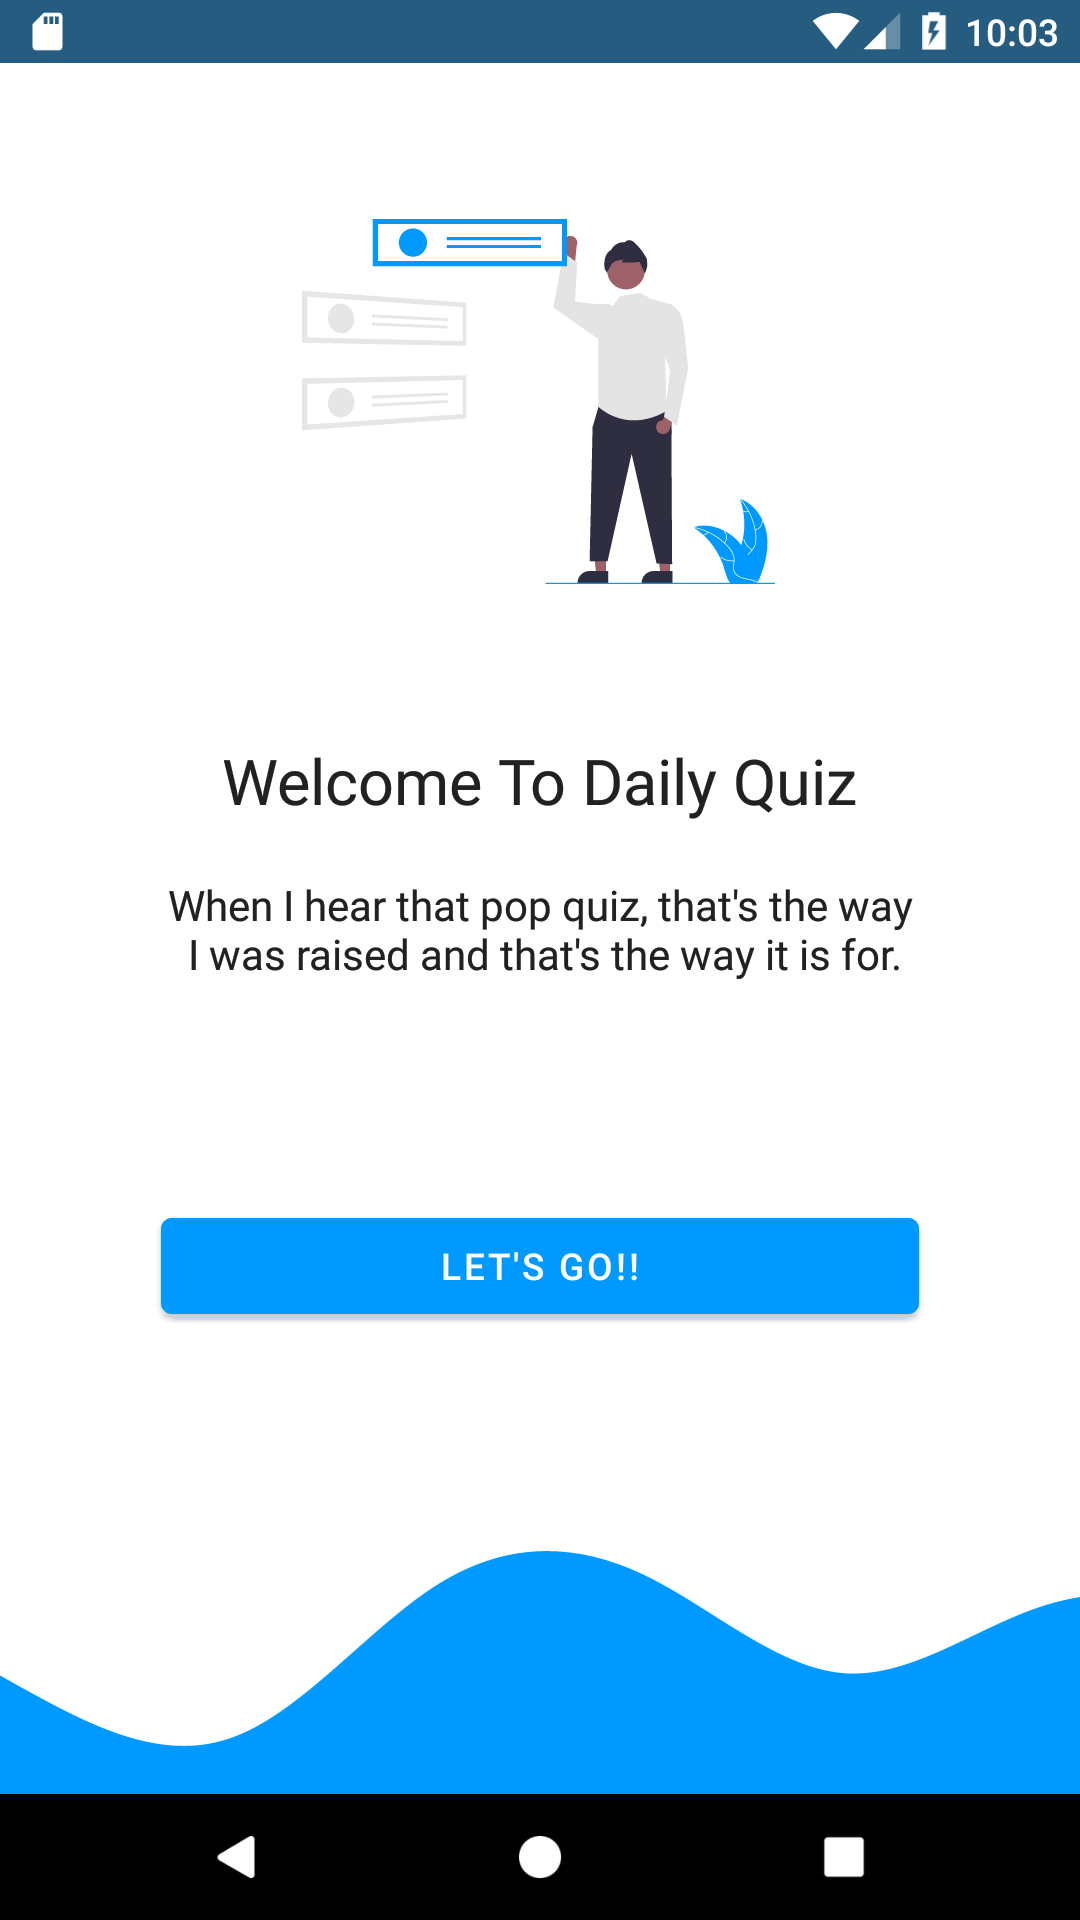 10:03
Welcome To Daily Quiz
When I hear that pop quiz, that's the way
I was raised and that's the way it is for.
LET'S GO!!